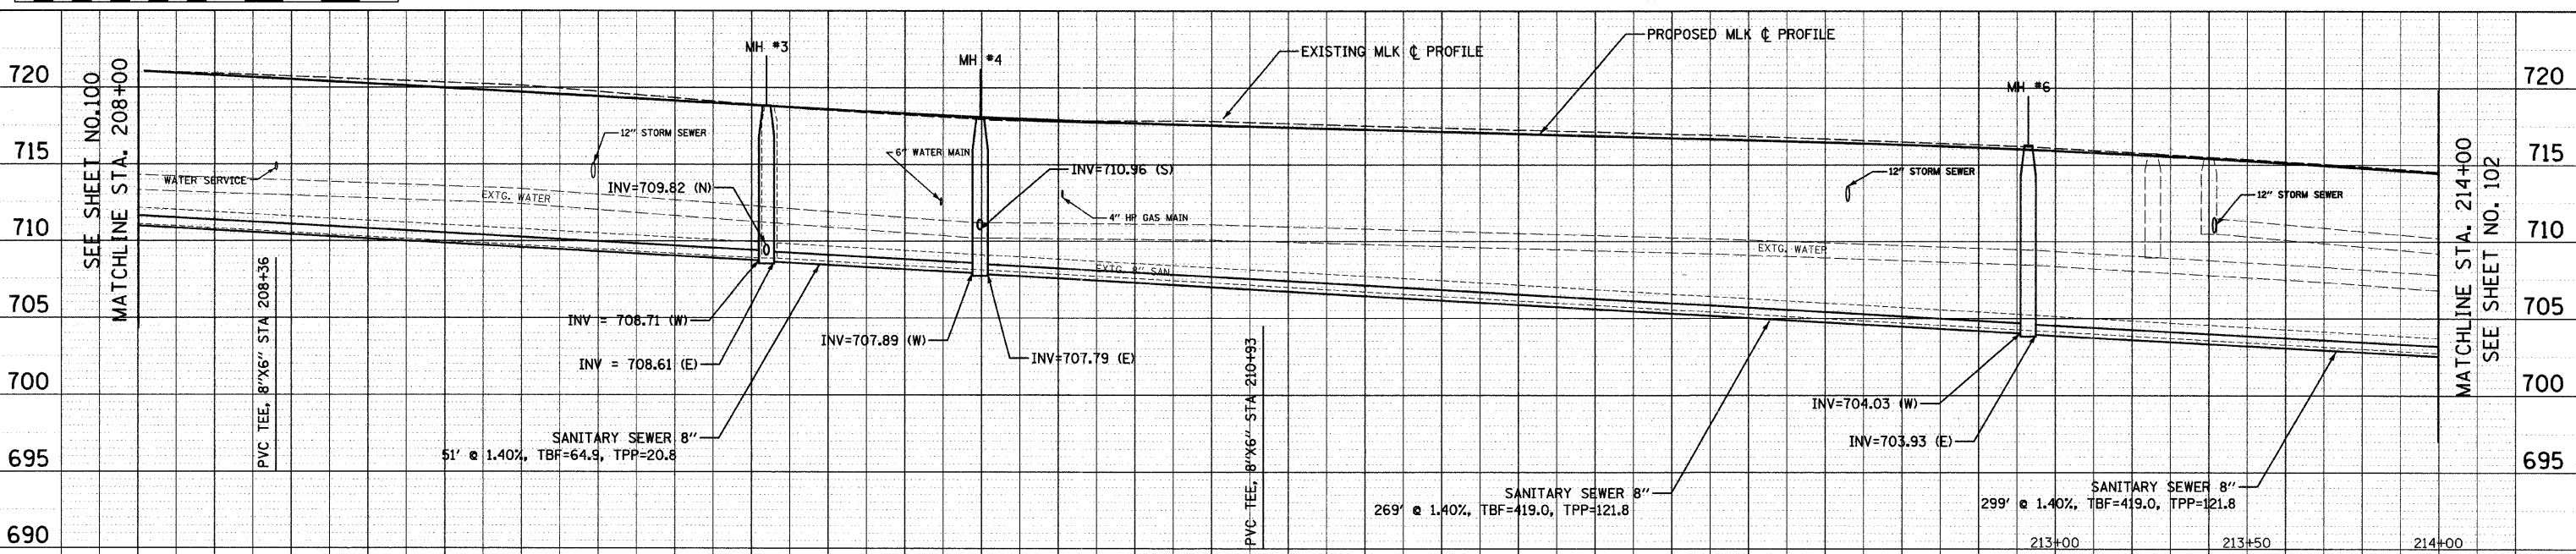 720
715
710
705
700
695
690
SEE SHEET NO.100
MATCHLINE STA. 208+00
WATER SERVICE
PVC TEE, 8"X6" STA 208+36
EXTG. WATER
12" STORM SEWER
MH #3
INV=709.82 (N)
INV = 708.71 (W)
INV = 708.61 (E)
SANITARY SEWER 8"
51' @ 1.40%, TBF=64.9, TPP=20.8
MH #4
6" WATER MAIN
INV=710.96 (S)
4" HP GAS MAIN
INV=707.89 (W)
INV=707.79 (E)
EXTG. 8" SAN
EXISTING MLK ℄ PROFILE
PROPOSED MLK ℄ PROFILE
PVC TEE, 8"X6" STA 210+93
SANITARY SEWER 8"
269' @ 1.40%, TBF=419.0, TPP=121.8
EXTG. WATER
12" STORM SEWER
MH #6
INV=704.03 (W)
INV=703.93 (E)
12" STORM SEWER
SANITARY SEWER 8"
299' @ 1.40%, TBF=419.0, TPP=121.8
213+00
213+50
214+00
MATCHLINE STA. 214+00
SEE SHEET NO. 102
720
715
710
705
700
695